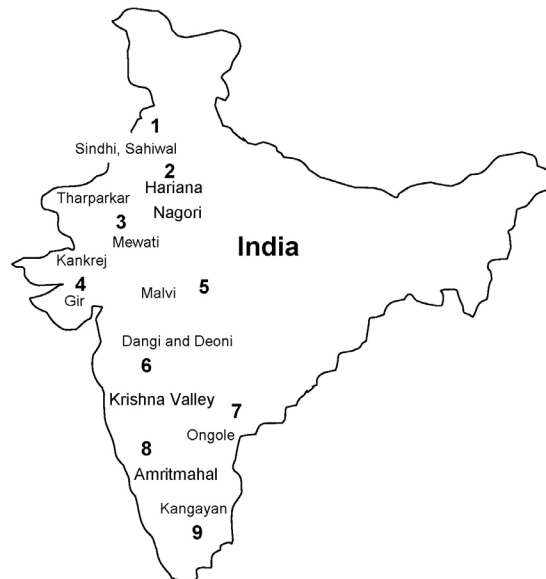 1
Sindhi, Sahiwal
2
Hariana
Tharparkar
Nagori
3
Mewati
India
Kankrej
4
Gir
Malvi
5
Dangi and Deoni
6
Krishna Valley
7
Ongole
8
Amritmahal
Kangayan
9